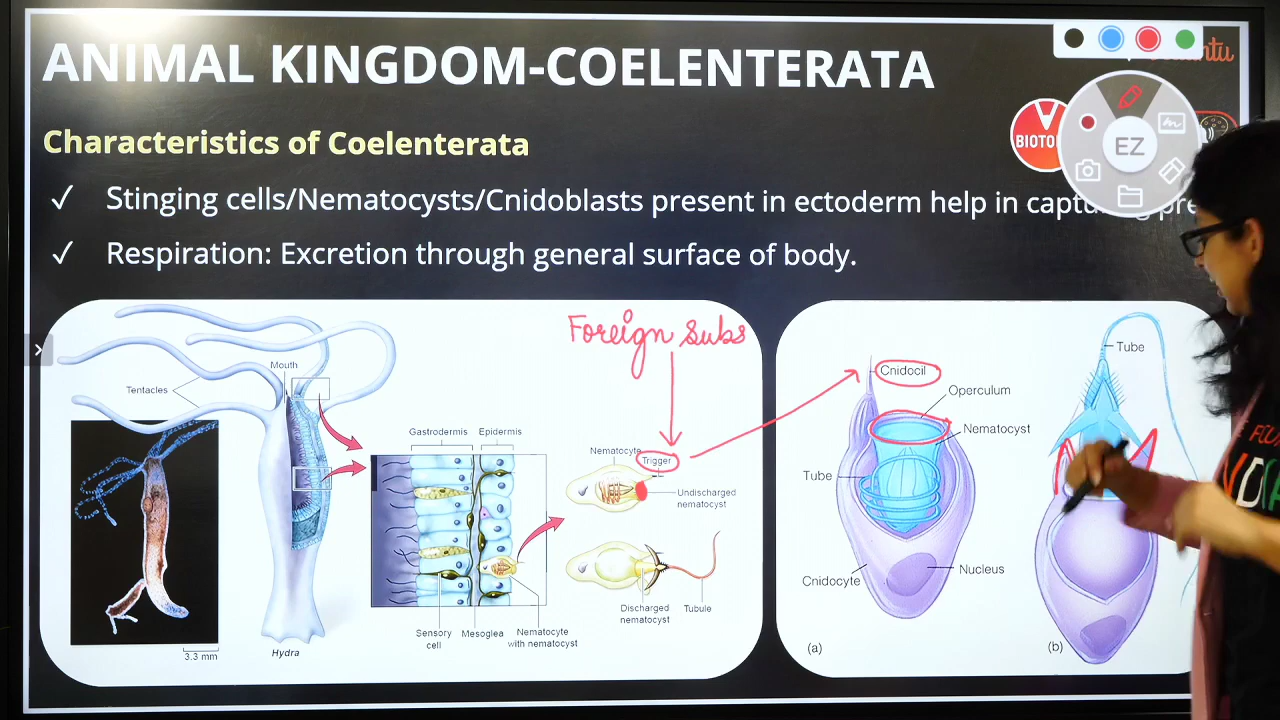 ANIMAL KINGDOM-COELENTERATA
EZ
BIOTO
Characteristics of Coelenterata
✓ Stinging cells/Nematocysts/Cnidoblasts present in ectoderm help in
✓ Respiration: Excretion through general surface of body.
Foreign subs
Mouth
Tentacles
Gastrodermis
Epidermis
Nematocyte
Trigger
Undischarged
nematocyst
Discharged
nematocyst
Tubule
Sensory
cell
Mesoglea
Nematocyte
with nematocyst
3.3 mm
Hydra
Cnidocil
Operculum
Nematocyst
Tube
Cnidocyte
Nucleus
(a)
Tube
(b)